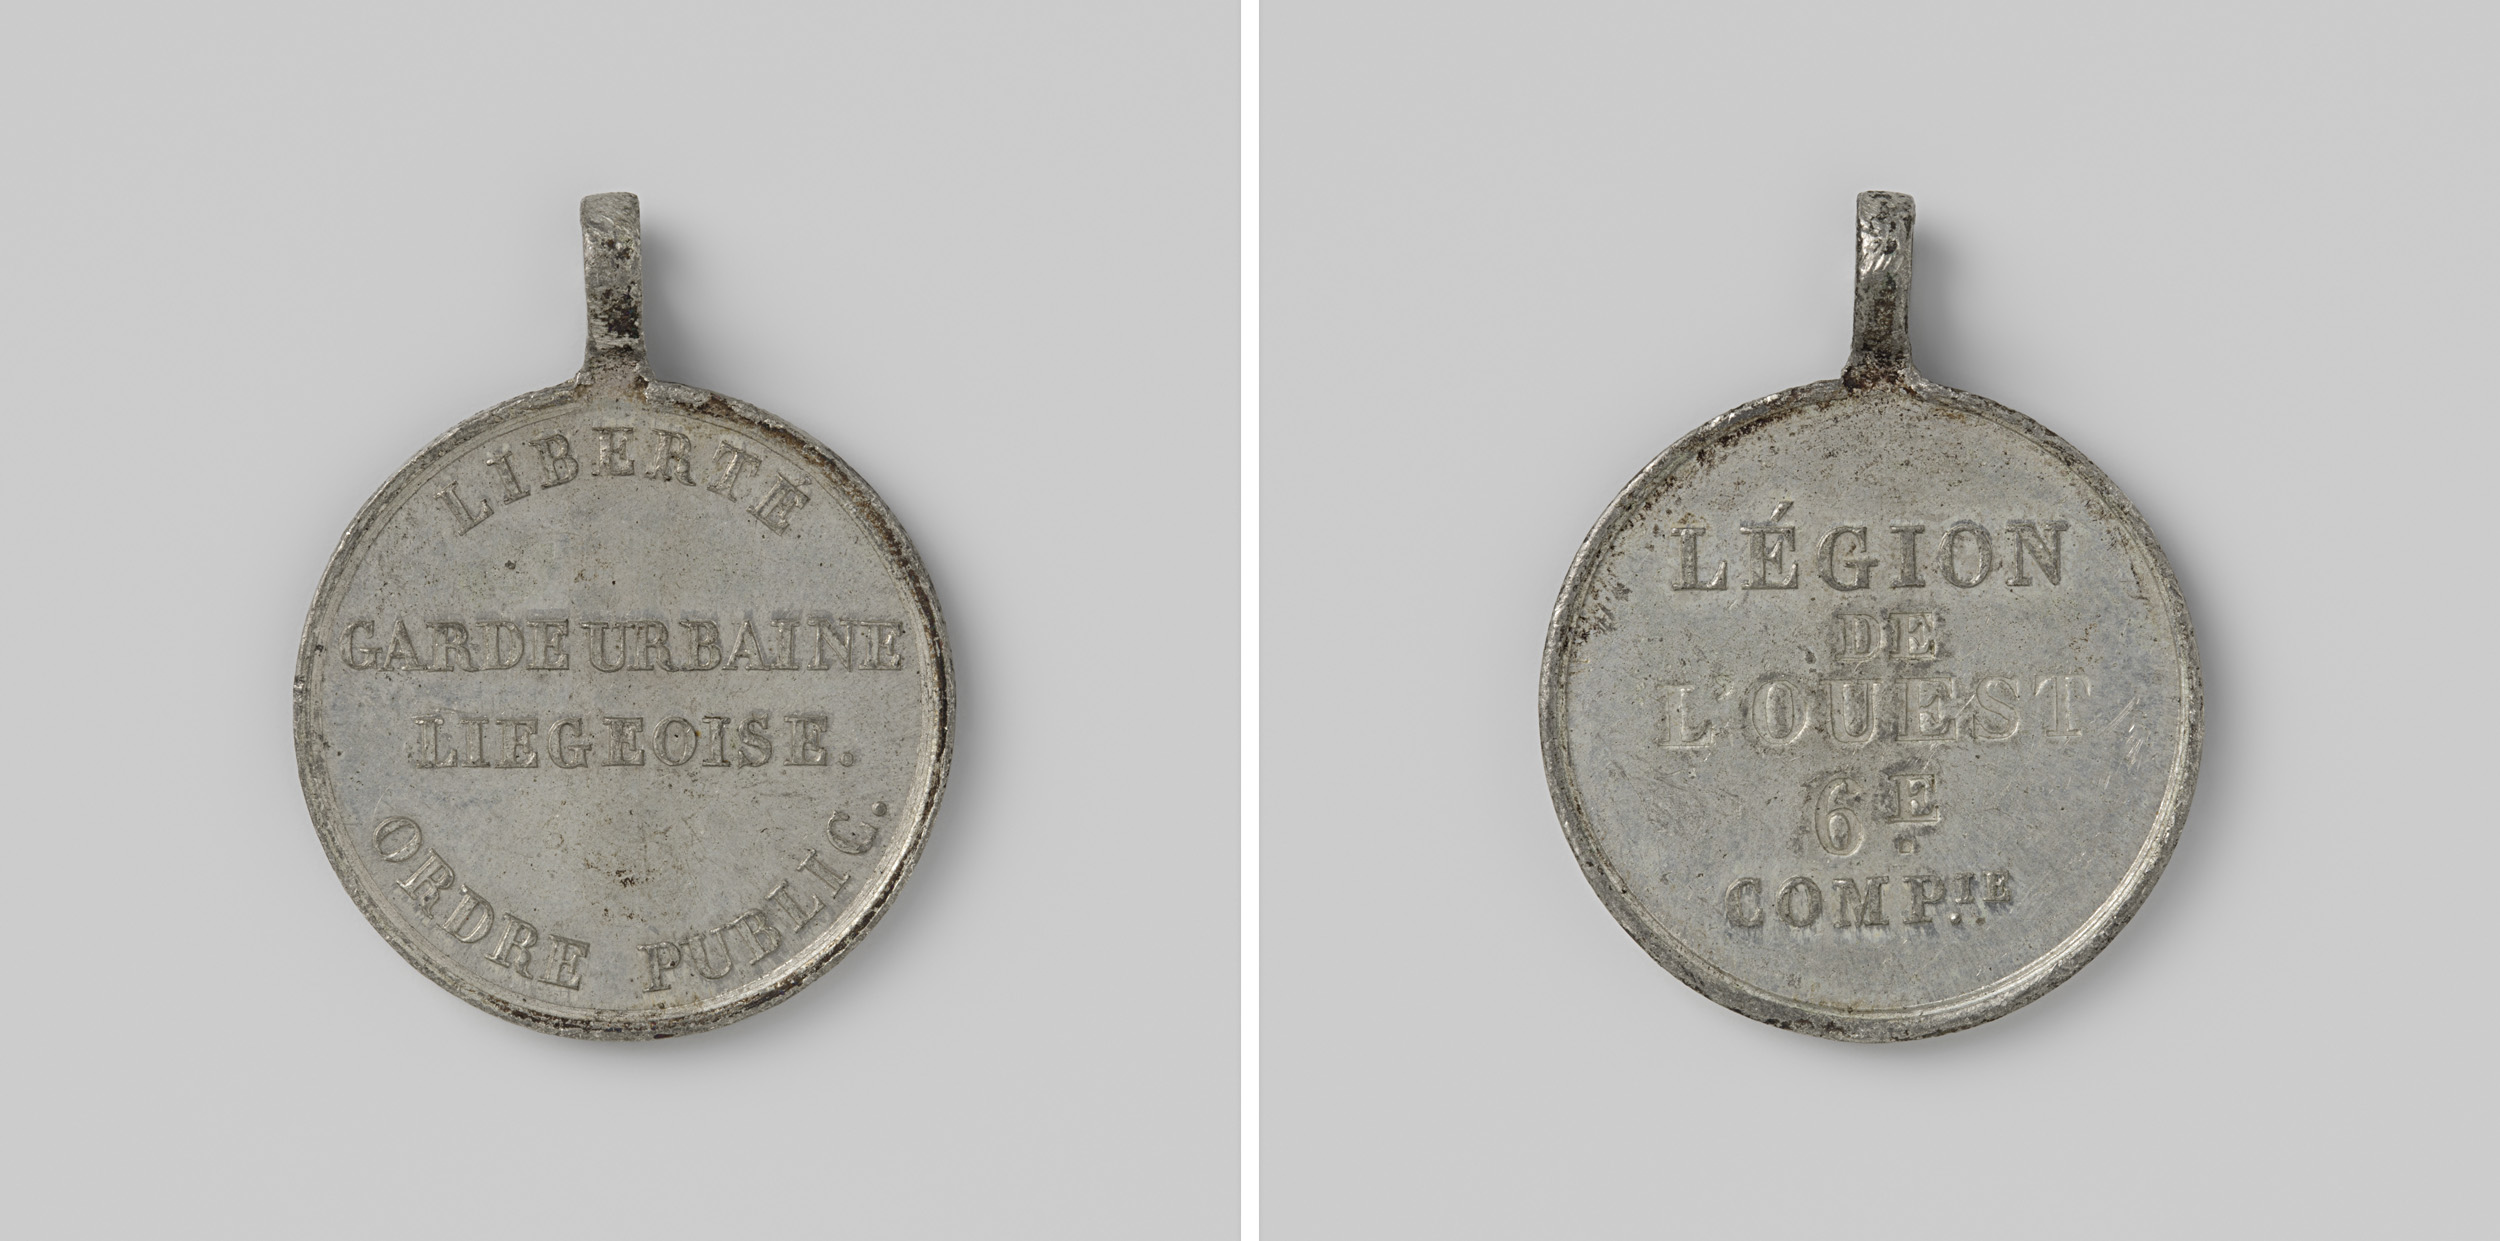 LIBERTÉ
GARDE URBAINE
LIEGEOISE.
ORDRE PUBLIC.
LÉGION
DE
L'OUEST
6.E
COMP.IE